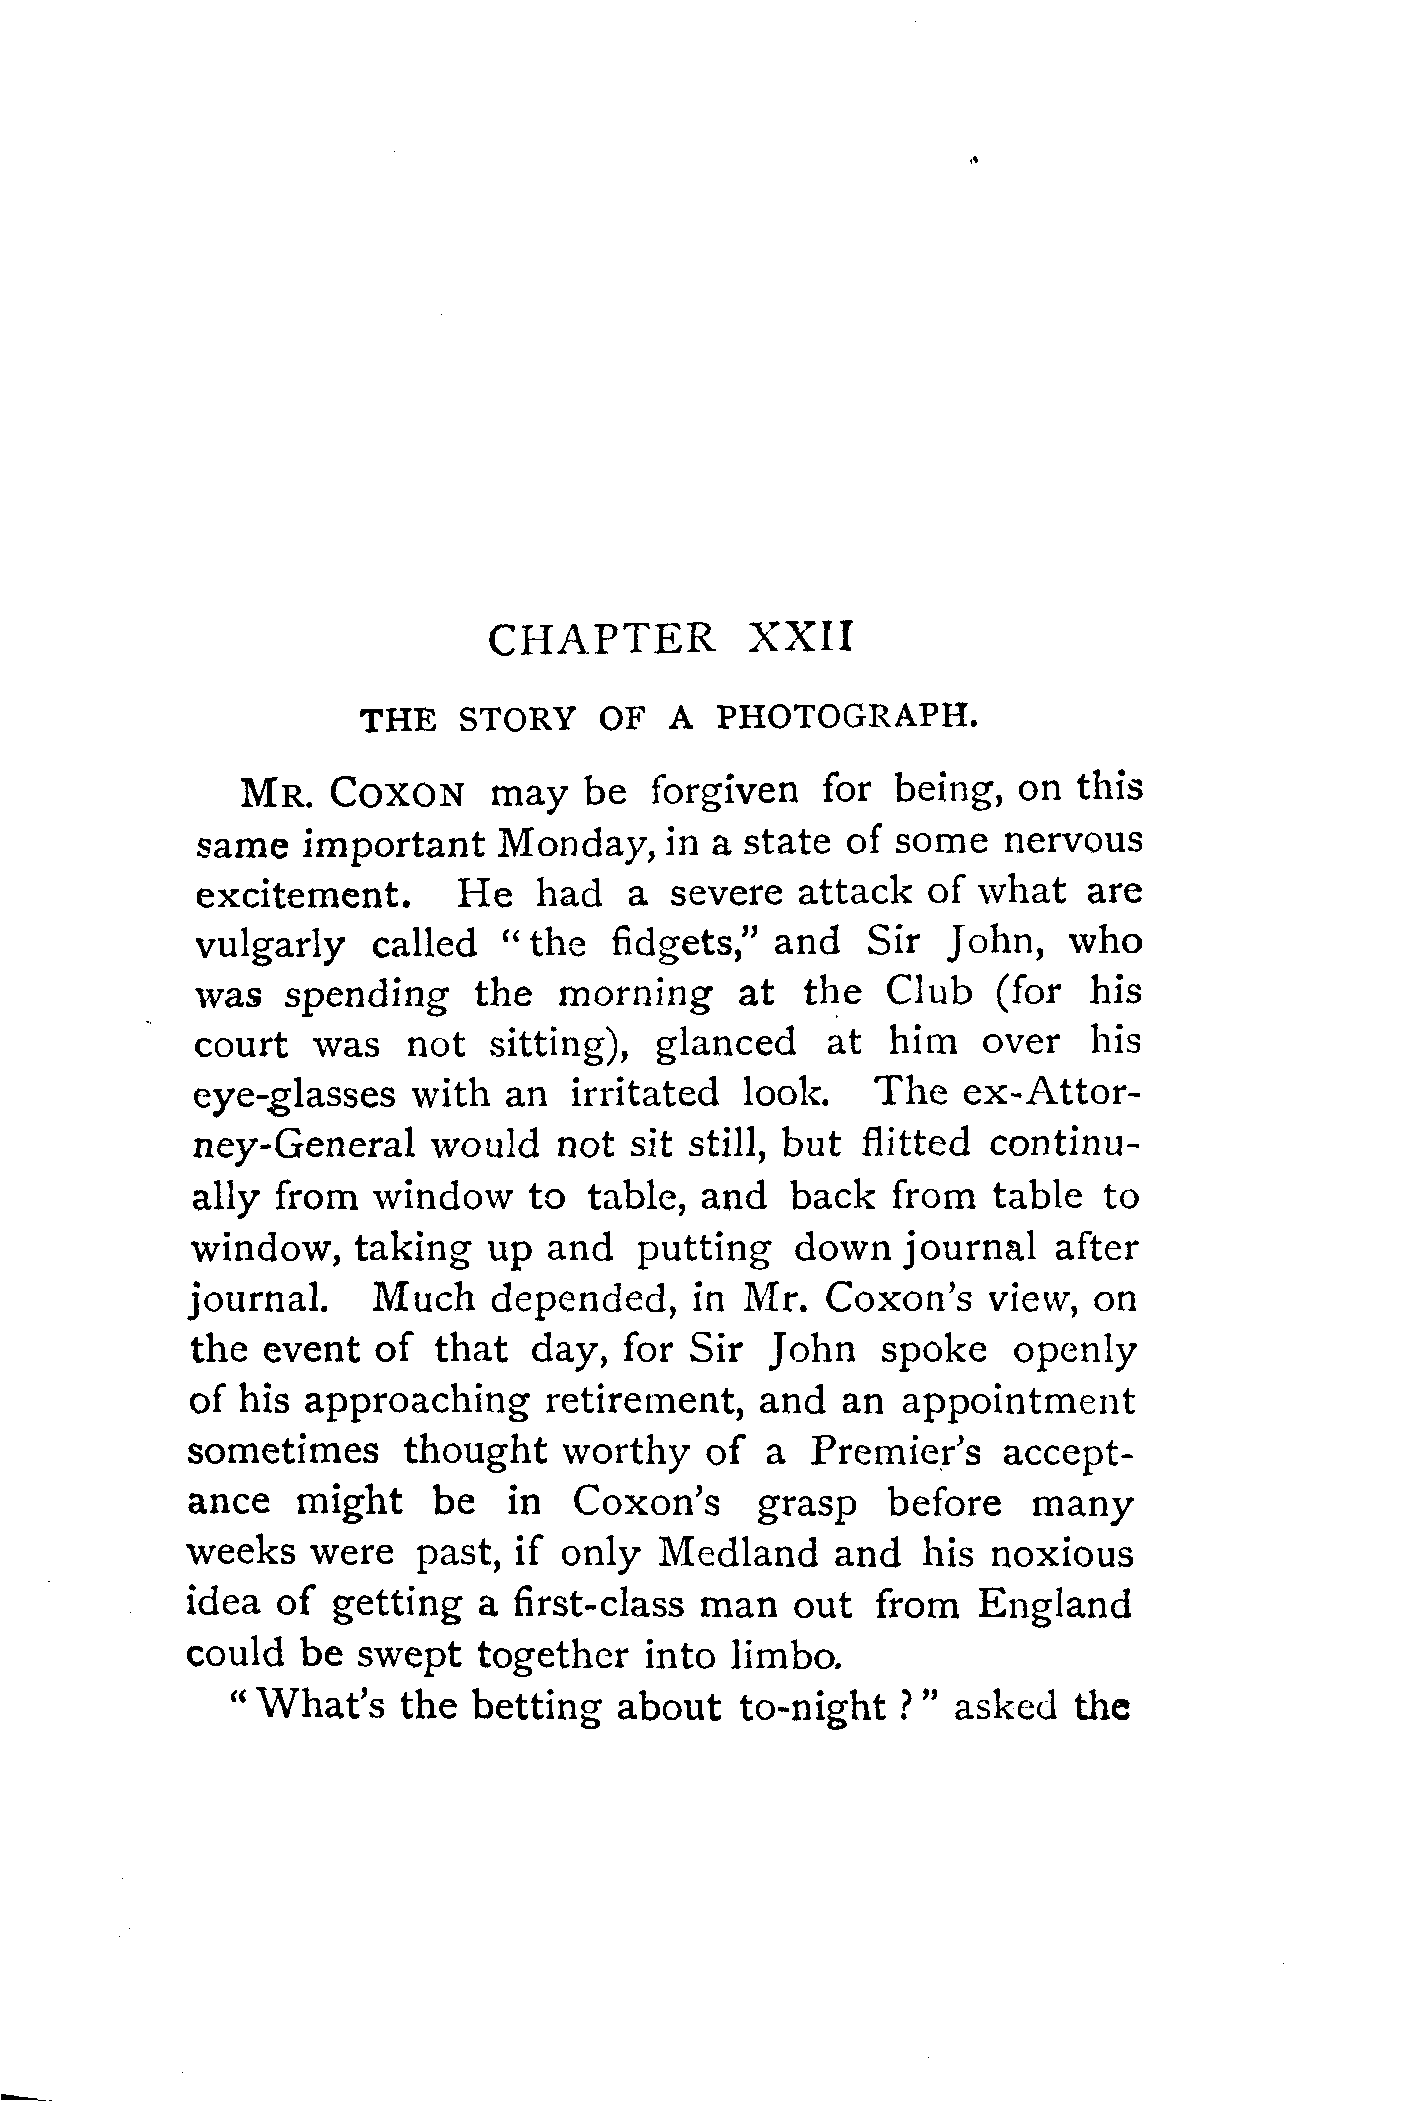 CHAPTER XXII
THE STORY OF A PHOTOGRAPH.
MR. COXON may be forgiven for being, on this
same important Monday, in a state of some nervous
excitement. He had a severe attack of what are
vulgarly called "the fidgets," and Sir John, who
was spending the morning at the Club (for his
court was not sitting), glanced at him over his
eye-glasses with an irritated look. The ex-Attor-
ney-General would not sit still, but flitted continu-
ally from window to table, and back from table to
window, taking up and putting down journal after
journal. Much depended, in Mr. Coxon's view, on
the event of that day, for Sir John spoke openly
of his approaching retirement, and an appointment
sometimes thought worthy of a Premier's accept-
ance might be in Coxon's grasp before many
weeks were past, if only Medland and his noxious
idea of getting a first-class man out from England
could be swept together into limbo.
"What's the betting about to-night?" asked the